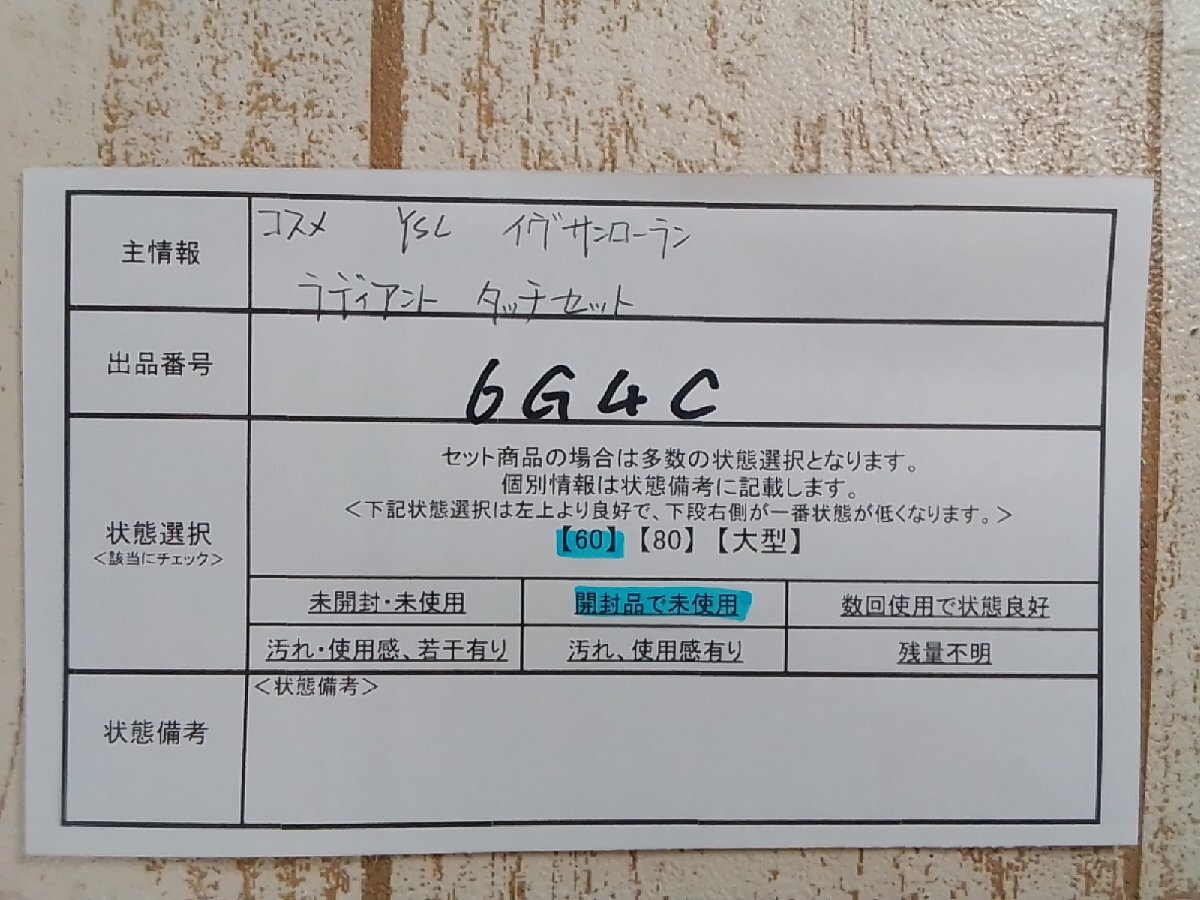 主情報
コスメ YSL イヴサンローラン
ラディアント タッチセット
出品番号
6G4C
状態選択
<該当にチェック>
セット商品の場合は多数の状態選択となります。
個別情報は状態備考に記載します。
<下記状態選択は左上より良好で、下段右側が一番状態が低くなります。>
【60】【80】【大型】
未開封・未使用 開封品で未使用 数回使用で状態良好
汚れ・使用感、若干有り 汚れ、使用感有り 残量不明
状態備考
<状態備考>